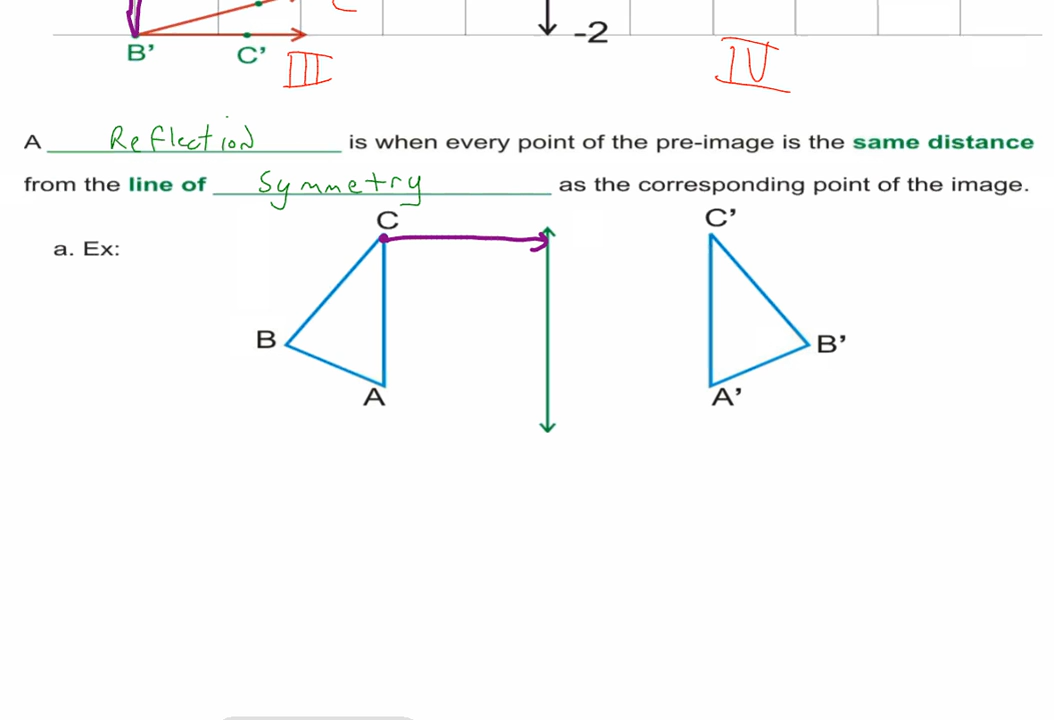 -2
B’ C’ III IV
A Reflection is when every point of the pre-image is the same distance
from the line of Symmetry as the corresponding point of the image.
C C’
a. Ex:
B B’
A A’